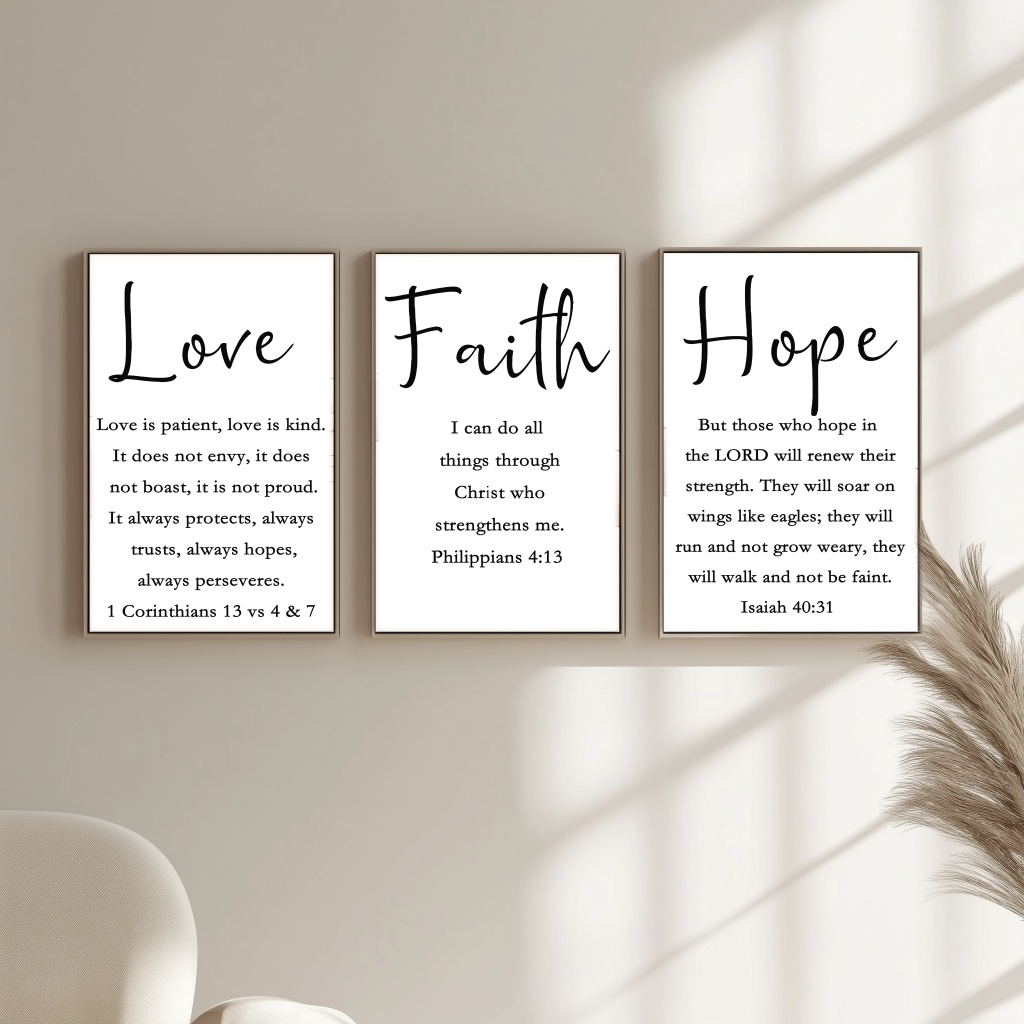 Love
Love is patient, love is kind.
It does not envy, it does
not boast, it is not proud.
It always protects, always
trusts, always hopes,
always perseveres.
1 Corinthians 13 vs 4 & 7
Faith
I can do all
things through
Christ who
strengthens me.
Philippians 4:13
Hope
But those who hope in
the LORD will renew their
strength. They will soar on
wings like eagles; they will
run and not grow weary, they
will walk and not be faint.
Isaiah 40:31